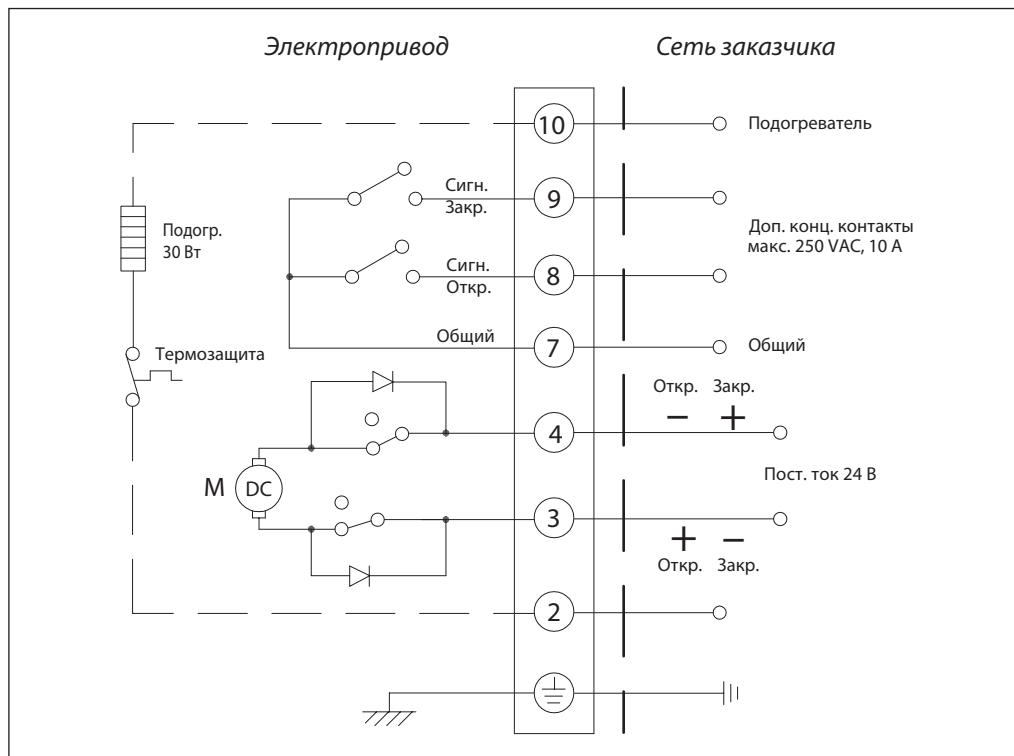 Электропривод
Сеть заказчика
10
Подогреватель
Сигн.
Закр.
9
Подогр.
30 Вт
Доп. конц. контакты
макс. 250 VAC, 10 А
Сигн.
Откр.
8
Общий
7
Общий
Термозащита
Откр. Закр.
− +
4
М
DC
Пост. ток 24 В
3
+ −
Откр. Закр.
2